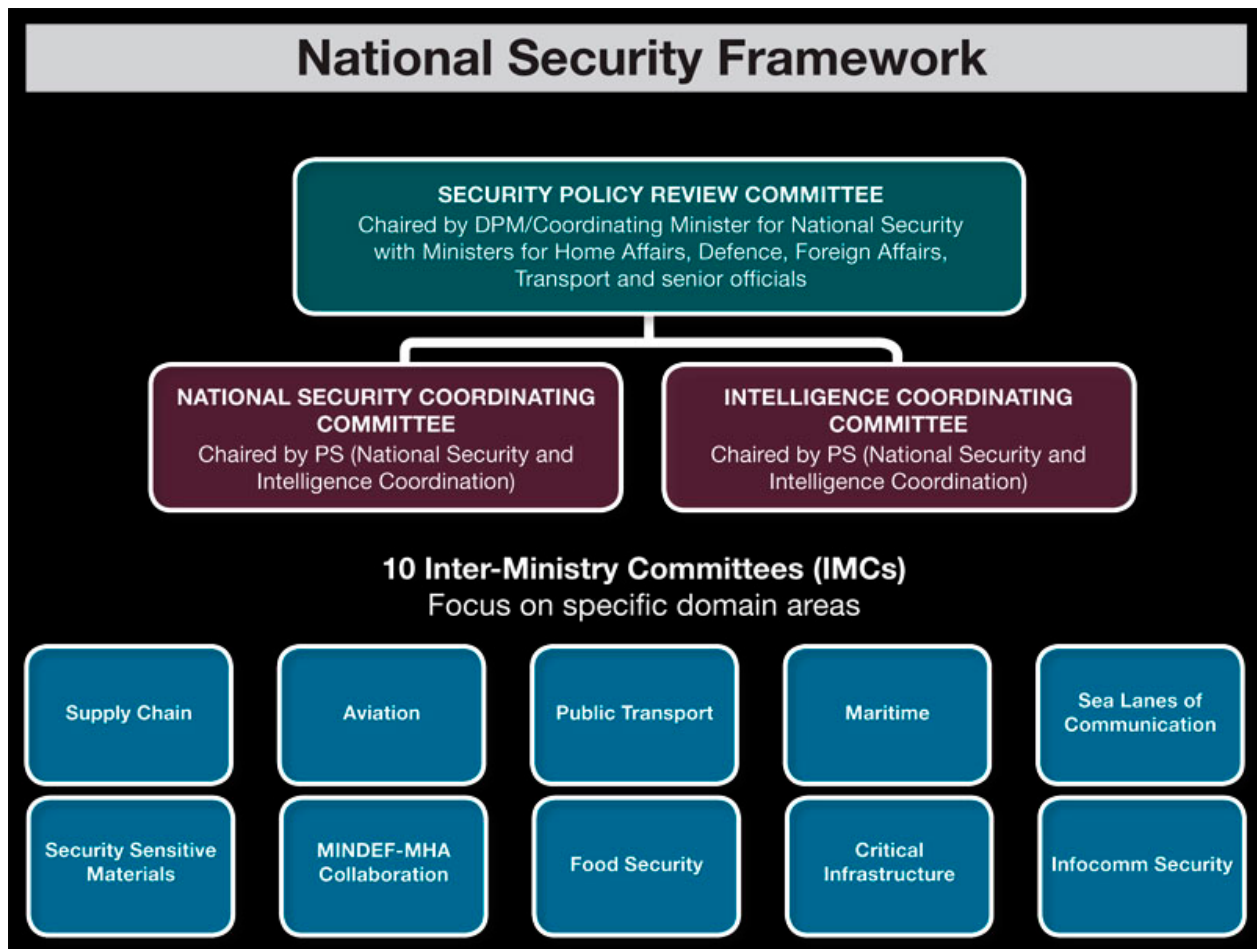 National Security Framework
SECURITY POLICY REVIEW COMMITTEE
Chaired by DPM/Coordinating Minister for National Security
with Ministers for Home Affairs, Defence, Foreign Affairs,
Transport and senior officials
NATIONAL SECURITY COORDINATING
COMMITTEE
Chaired by PS (National Security and
Intelligence Coordination)
INTELLIGENCE COORDINATING
COMMITTEE
Chaired by PS (National Security and
Intelligence Coordination)
10 Inter-Ministry Committees (IMCs)
Focus on specific domain areas
Supply Chain
Aviation
Public Transport
Maritime
Sea Lanes of
Communication
Security Sensitive
Materials
MINDEF-MHA
Collaboration
Food Security
Critical
Infrastructure
Infocomm Security